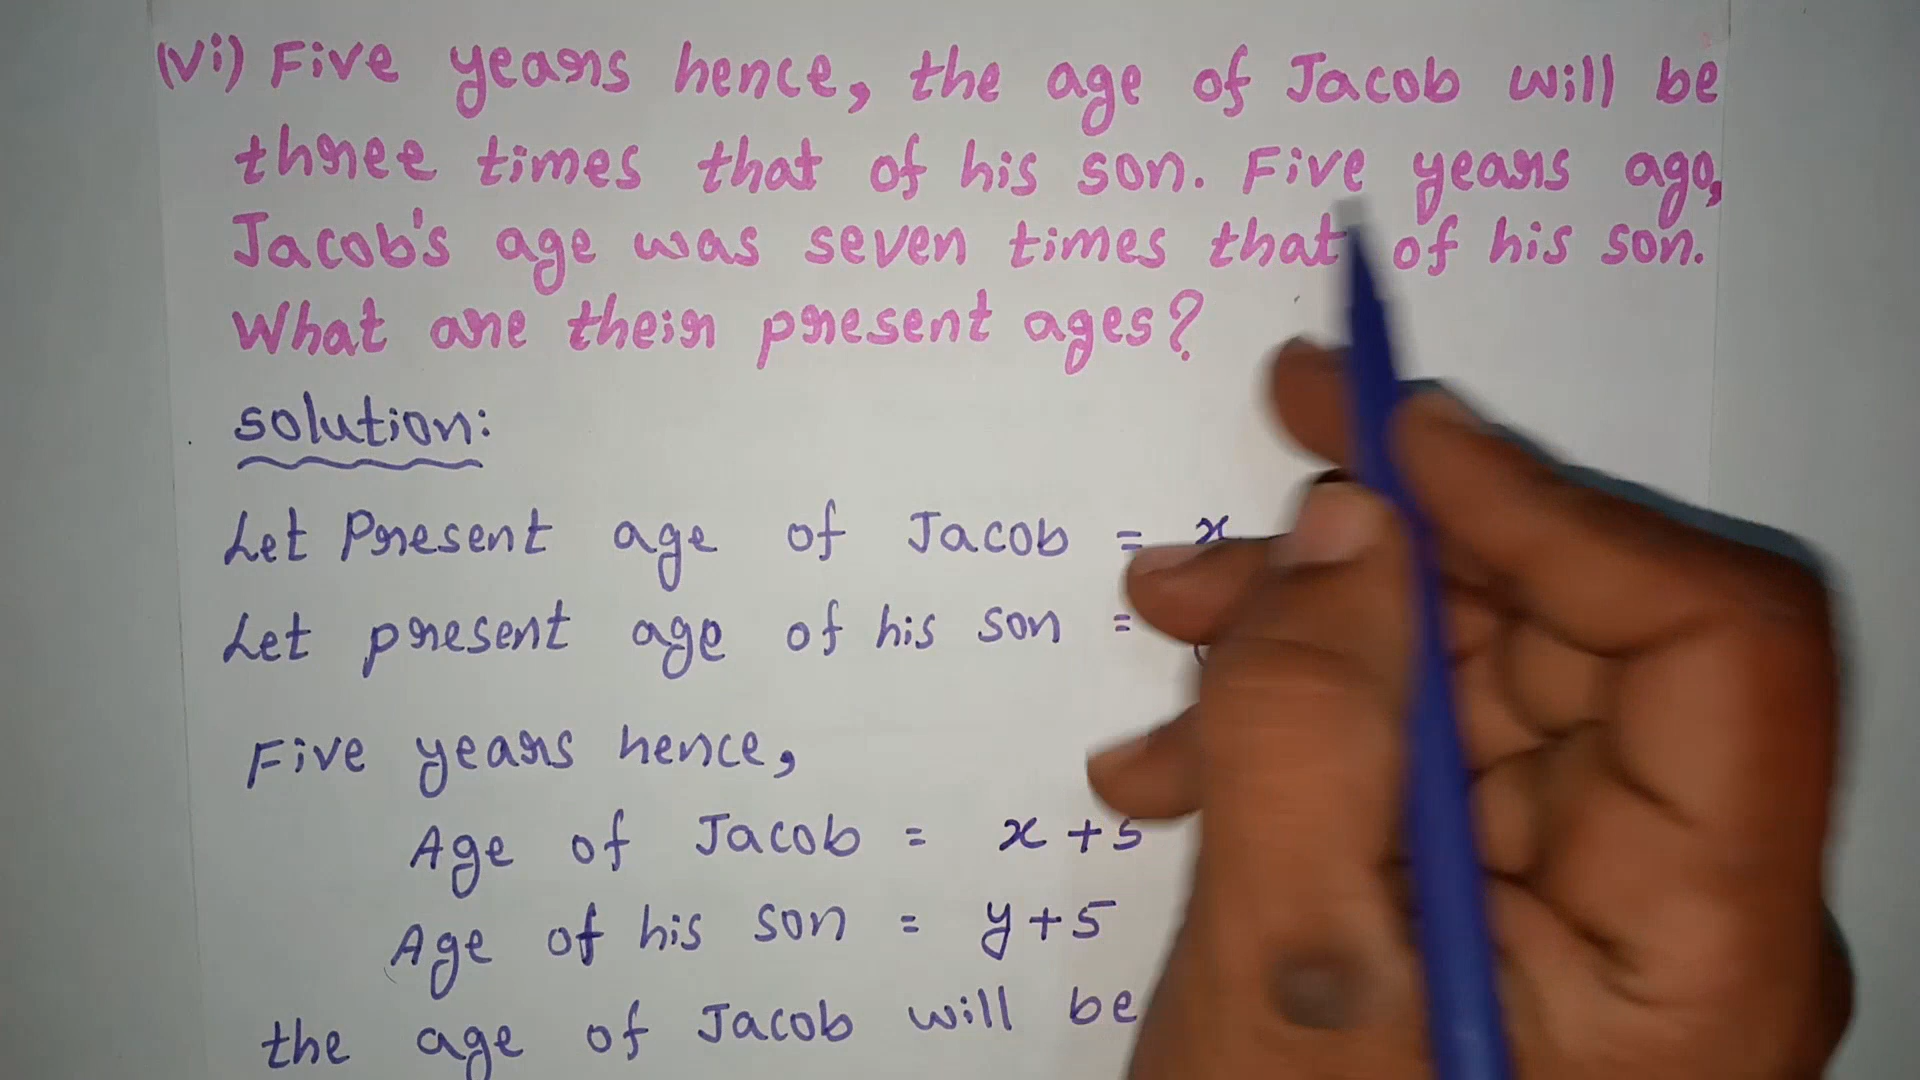 (vi) Five years hence, the age of Jacob will be
three times that of his son. Five years ago,
Jacob's age was seven times that of his son.
What are their present ages?
solution:
Let Present age of Jacob = x
Let present age of his son =
Five years hence,
Age of Jacob = x + 5
Age of his son = y + 5
the age of Jacob will be